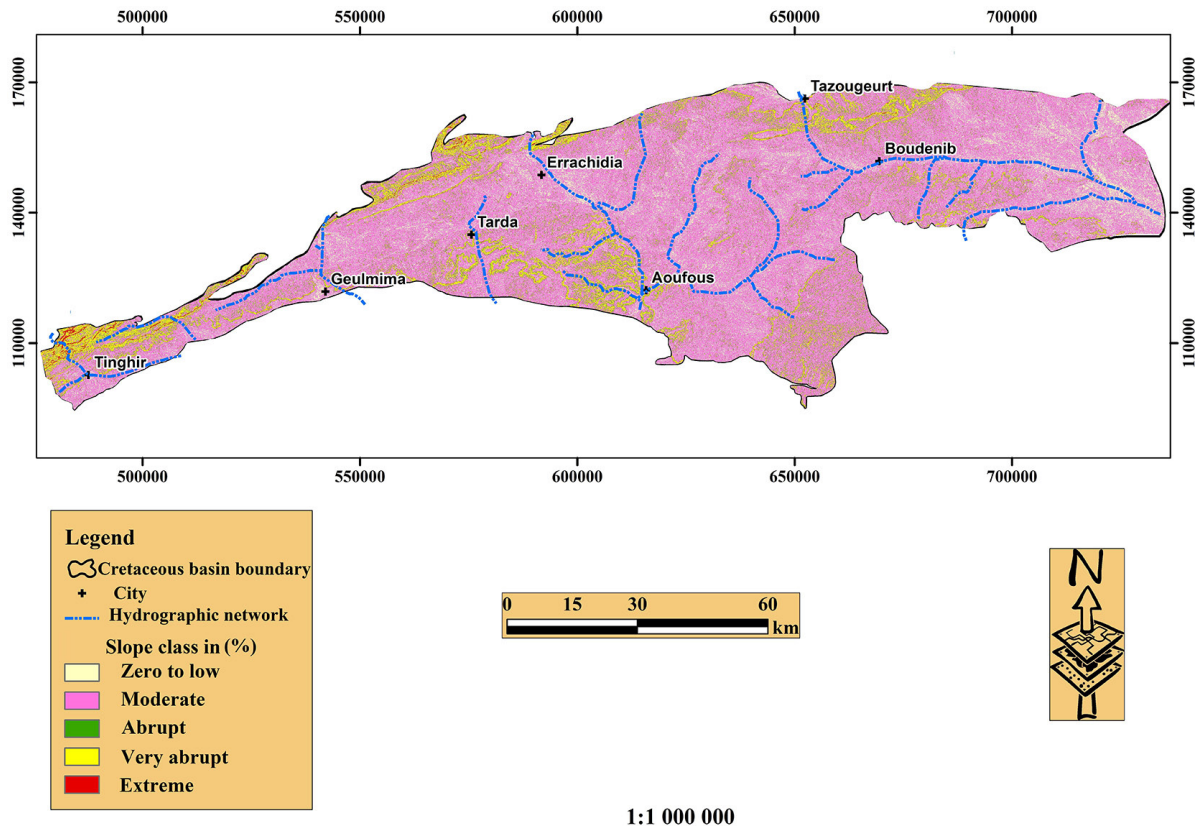 500000 550000 600000 650000 700000
170000 170000
Tazougeurt
Errachidia
Boudenib
140000 140000
Tarda
Geulmima
Aoufous
110000 110000
Tinghir
500000 550000 600000 650000 700000
Legend
Cretaceous basin boundary
City
Hydrographic network
Slope class in (%)
Zero to low
Moderate
Abrupt
Very abrupt
Extreme
0 15 30 60
km
N
1:1 000 000